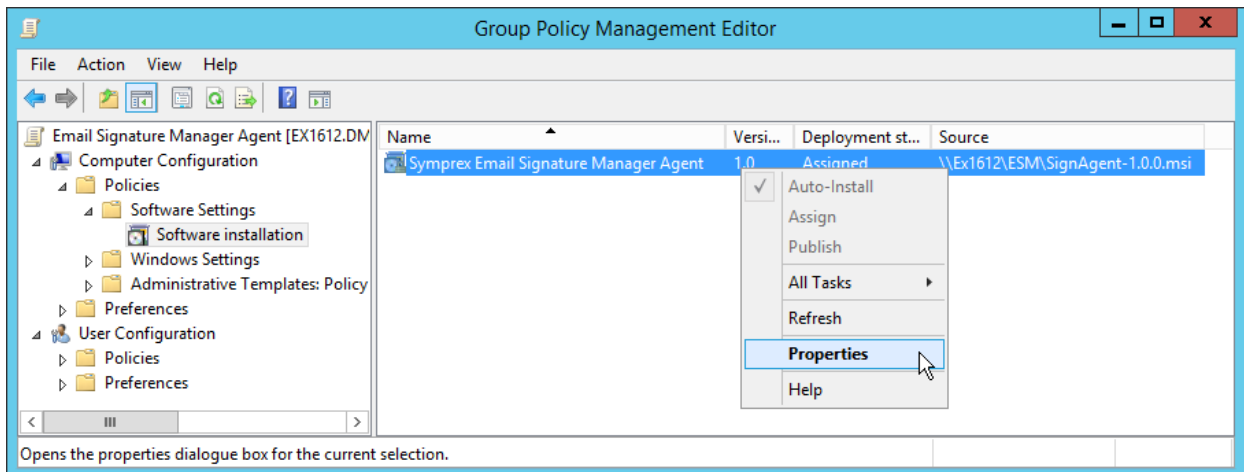 Group Policy Management Editor
File Action View Help
Email Signature Manager Agent [EX1612.DM
Computer Configuration
Policies
Software Settings
Software installation
Windows Settings
Administrative Templates: Policy
Preferences
User Configuration
Policies
Preferences
Name Versi... Deployment st... Source
Symprex Email Signature Manager Agent 1.0 Assigned \\Ex1612\ESM\SignAgent-1.0.0.msi
Auto-Install
Assign
Publish
All Tasks
Refresh
Properties
Help
Opens the properties dialogue box for the current selection.